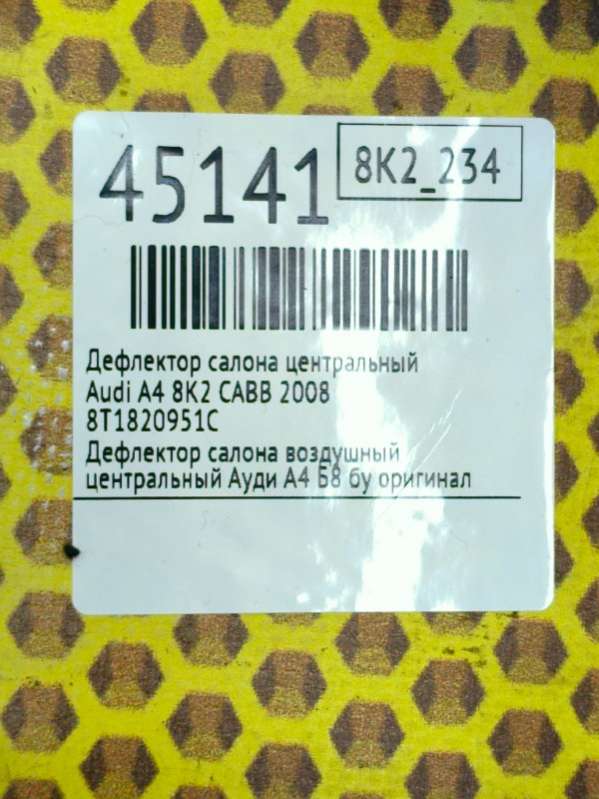 45141
8K2_234
Дефлектор салона центральный
Audi A4 8K2 CABB 2008
8T1820951C
Дефлектор салона воздушный
центральный Ауди А4 Б8 бу оригинал